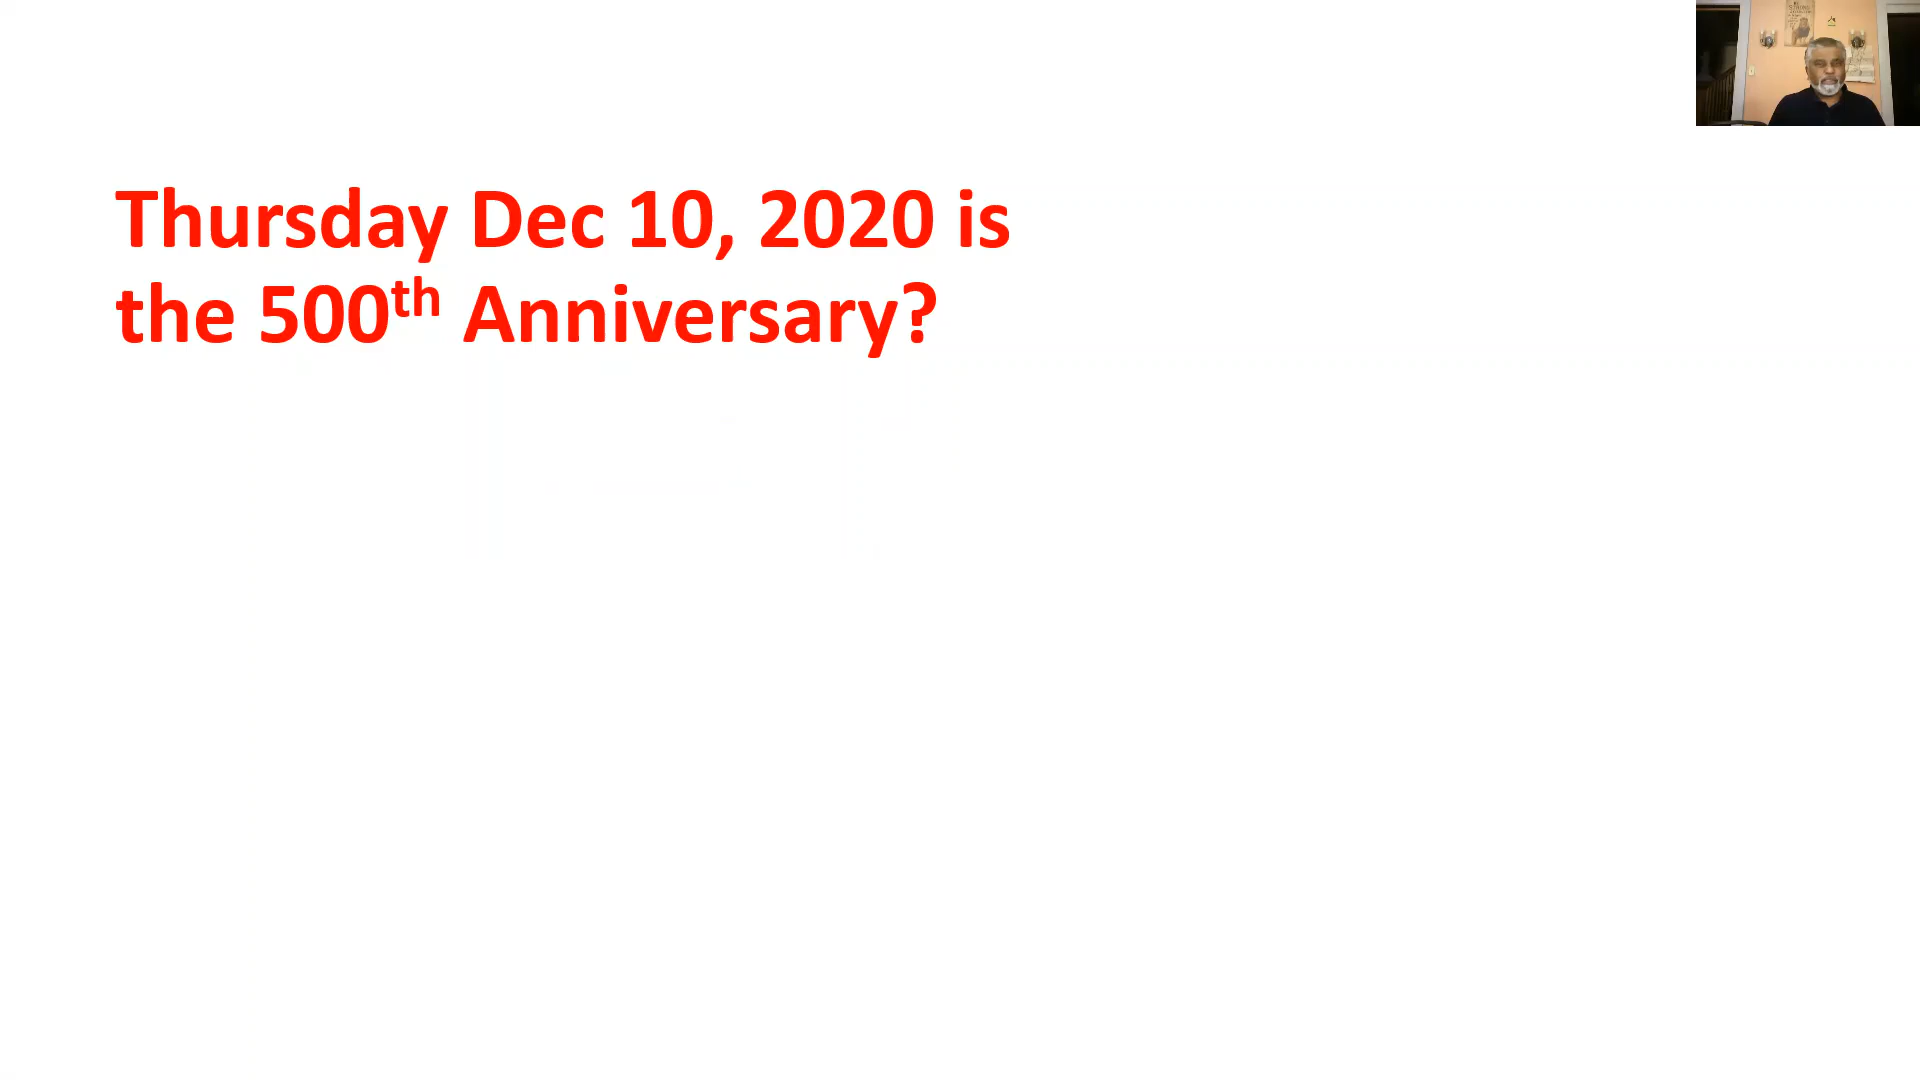 Thursday Dec 10, 2020 is
the 500th Anniversary?